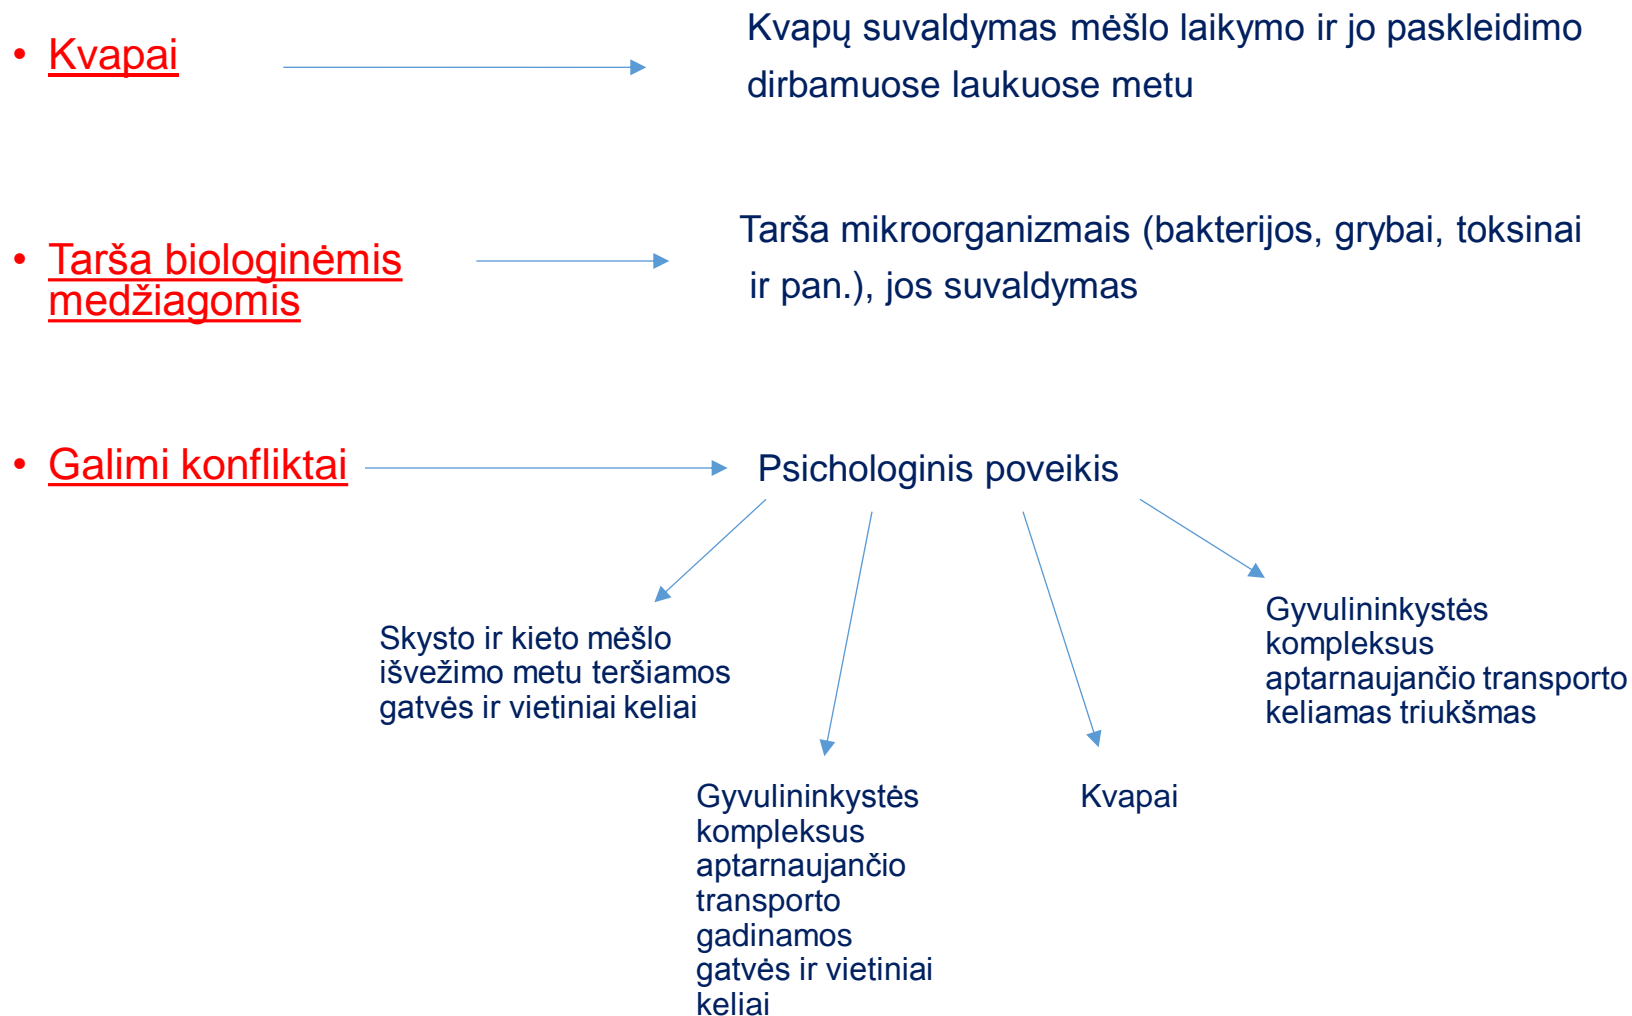 • Kvapai
Kvapų suvaldymas mėšlo laikymo ir jo paskleidimo
dirbamuose laukuose metu
• Tarša biologinėmis
medžiagomis
Tarša mikroorganizmais (bakterijos, grybai, toksinai
ir pan.), jos suvaldymas
• Galimi konfliktai
Psichologinis poveikis
Skysto ir kieto mėšlo
išvežimo metu teršiamos
gatvės ir vietiniai keliai
Gyvulininkystės
kompleksus
aptarnaujančio
transporto
gadinamos
gatvės ir vietiniai
keliai
Kvapai
Gyvulininkystės
kompleksus
aptarnaujančio transporto
keliamas triukšmas